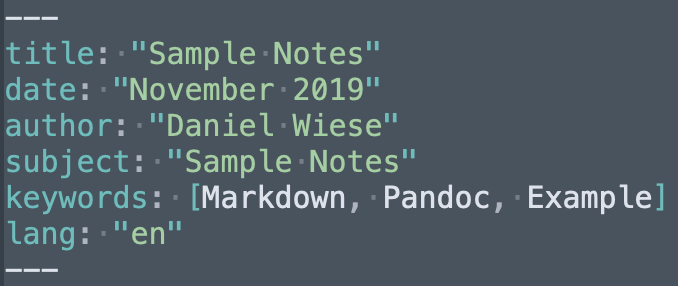 ---
title: "Sample Notes"
date: "November 2019"
author: "Daniel Wiese"
subject: "Sample Notes"
keywords: [Markdown, Pandoc, Example]
lang: "en"
---